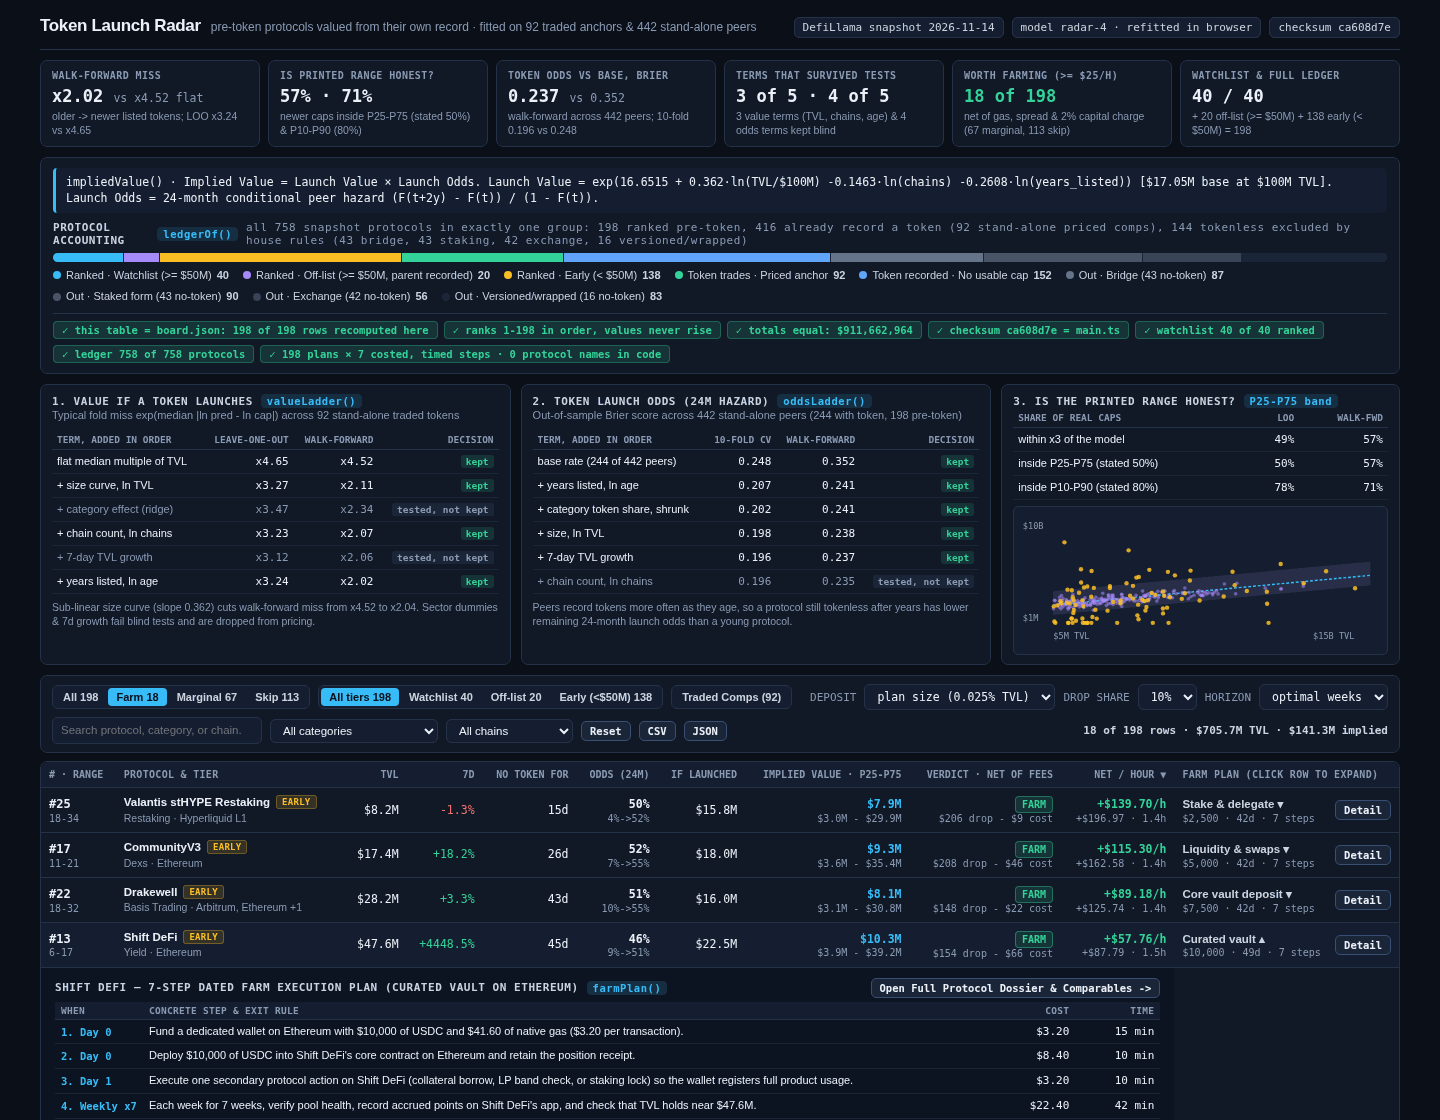 Token Launch Radar pre-token protocols valued from their own record · fitted on 92 traded anchors & 442 stand-alone peers DefiLlama snapshot 2026-11-14 model radar-4 · refitted in browser checksum ca608d7e
WALK-FORWARD MISS
x2.02 vs x4.52 flat
older -> newer listed tokens; LOO x3.24
vs x4.65
IS PRINTED RANGE HONEST?
57% · 71%
newer caps inside P25-P75 (stated 50%)
& P10-P90 (80%)
TOKEN ODDS VS BASE, BRIER
0.237 vs 0.352
walk-forward across 442 peers; 10-fold
0.196 vs 0.248
TERMS THAT SURVIVED TESTS
3 of 5 · 4 of 5
3 value terms (TVL, chains, age) & 4
odds terms kept blind
WORTH FARMING (>= $25/H)
18 of 198
net of gas, spread & 2% capital charge
(67 marginal, 113 skip)
WATCHLIST & FULL LEDGER
40 / 40
+ 20 off-list (>= $50M) + 138 early (<
$50M) = 198
impliedValue() · Implied Value = Launch Value × Launch Odds. Launch Value = exp(16.6515 + 0.362·ln(TVL/$100M) -0.1463·ln(chains) -0.2608·ln(years_listed)) [$17.05M base at $100M TVL].
Launch Odds = 24-month conditional peer hazard (F(t+2y) - F(t)) / (1 - F(t)).
PROTOCOL ACCOUNTING ledgerOf() all 758 snapshot protocols in exactly one group: 198 ranked pre-token, 416 already record a token (92 stand-alone priced comps), 144 tokenless excluded by
house rules (43 bridge, 43 staking, 42 exchange, 16 versioned/wrapped)
Ranked · Watchlist (>= $50M) 40 Ranked · Off-list (>= $50M, parent recorded) 20 Ranked · Early (< $50M) 138 Token trades · Priced anchor 92 Token recorded · No usable cap 152 Out · Bridge (43 no-token) 87
Out · Staked form (43 no-token) 90 Out · Exchange (42 no-token) 56 Out · Versioned/wrapped (16 no-token) 83
✓ this table = board.json: 198 of 198 rows recomputed here ✓ ranks 1-198 in order, values never rise ✓ totals equal: $911,662,964 ✓ checksum ca608d7e = main.ts ✓ watchlist 40 of 40 ranked
✓ ledger 758 of 758 protocols ✓ 198 plans × 7 costed, timed steps · 0 protocol names in code
1. VALUE IF A TOKEN LAUNCHES valueLadder()
Typical fold miss exp(median |ln pred - ln cap|) across 92 stand-alone traded tokens
TERM, ADDED IN ORDER LEAVE-ONE-OUT WALK-FORWARD DECISION
flat median multiple of TVL x4.65 x4.52 kept
+ size curve, ln TVL x3.27 x2.11 kept
+ category effect (ridge) x3.47 x2.34 tested, not kept
+ chain count, ln chains x3.23 x2.07 kept
+ 7-day TVL growth x3.12 x2.06 tested, not kept
+ years listed, ln age x3.24 x2.02 kept
Sub-linear size curve (slope 0.362) cuts walk-forward miss from x4.52 to x2.04. Sector dummies
& 7d growth fail blind tests and are dropped from pricing.
2. TOKEN LAUNCH ODDS (24M HAZARD) oddsLadder()
Out-of-sample Brier score across 442 stand-alone peers (244 with token, 198 pre-token)
TERM, ADDED IN ORDER 10-FOLD CV WALK-FORWARD DECISION
base rate (244 of 442 peers) 0.248 0.352 kept
+ years listed, ln age 0.207 0.241 kept
+ category token share, shrunk 0.202 0.241 kept
+ size, ln TVL 0.198 0.238 kept
+ 7-day TVL growth 0.196 0.237 kept
+ chain count, ln chains 0.196 0.235 tested, not kept
Peers record tokens more often as they age, so a protocol still tokenless after years has lower
remaining 24-month launch odds than a young protocol.
3. IS THE PRINTED RANGE HONEST? P25-P75 band
SHARE OF REAL CAPS LOO WALK-FWD
within x3 of the model 49% 57%
inside P25-P75 (stated 50%) 50% 57%
inside P10-P90 (stated 80%) 78% 71%
$10B
$1M
$5M TVL $15B TVL
All 198 Farm 18 Marginal 67 Skip 113 All tiers 198 Watchlist 40 Off-list 20 Early (<$50M) 138 Traded Comps (92) DEPOSIT plan size (0.025% TVL) DROP SHARE 10% HORIZON optimal weeks
Search protocol, category, or chain. All categories All chains Reset CSV JSON 18 of 198 rows · $705.7M TVL · $141.3M implied
# · RANGE PROTOCOL & TIER TVL 7D NO TOKEN FOR ODDS (24M) IF LAUNCHED IMPLIED VALUE · P25-P75 VERDICT · NET OF FEES NET / HOUR ▼ FARM PLAN (CLICK ROW TO EXPAND)
#25 Valantis stHYPE Restaking EARLY $8.2M -1.3% 15d 50% $15.8M $7.9M FARM +$139.70/h Stake & delegate ▾ Detail
18-34 Restaking · Hyperliquid L1 4%->52% $3.0M - $29.9M $206 drop - $9 cost +$196.97 · 1.4h $2,500 · 42d · 7 steps
#17 CommunityV3 EARLY $17.4M +18.2% 26d 52% $18.0M $9.3M FARM +$115.30/h Liquidity & swaps ▾ Detail
11-21 Dexs · Ethereum 7%->55% $3.6M - $35.4M $208 drop - $46 cost +$162.58 · 1.4h $5,000 · 42d · 7 steps
#22 Drakewell EARLY $28.2M +3.3% 43d 51% $16.0M $8.1M FARM +$89.18/h Core vault deposit ▾ Detail
18-32 Basis Trading · Arbitrum, Ethereum +1 10%->55% $3.1M - $30.8M $148 drop - $22 cost +$125.74 · 1.4h $7,500 · 42d · 7 steps
#13 Shift DeFi EARLY $47.6M +4448.5% 45d 46% $22.5M $10.3M FARM +$57.76/h Curated vault ▴ Detail
6-17 Yield · Ethereum 9%->51% $3.9M - $39.2M $154 drop - $66 cost +$87.79 · 1.5h $10,000 · 49d · 7 steps
SHIFT DEFI — 7-STEP DATED FARM EXECUTION PLAN (CURATED VAULT ON ETHEREUM) farmPlan() Open Full Protocol Dossier & Comparables ->
WHEN CONCRETE STEP & EXIT RULE COST TIME
1. Day 0 Fund a dedicated wallet on Ethereum with $10,000 of USDC and $41.60 of native gas ($3.20 per transaction). $3.20 15 min
2. Day 0 Deploy $10,000 of USDC into Shift DeFi's core contract on Ethereum and retain the position receipt. $8.40 10 min
3. Day 1 Execute one secondary protocol action on Shift DeFi (collateral borrow, LP band check, or staking lock) so the wallet registers full product usage. $3.20 10 min
4. Weekly x7 Each week for 7 weeks, verify pool health, record accrued points on Shift DeFi's app, and check that TVL holds near $47.6M. $22.40 42 min